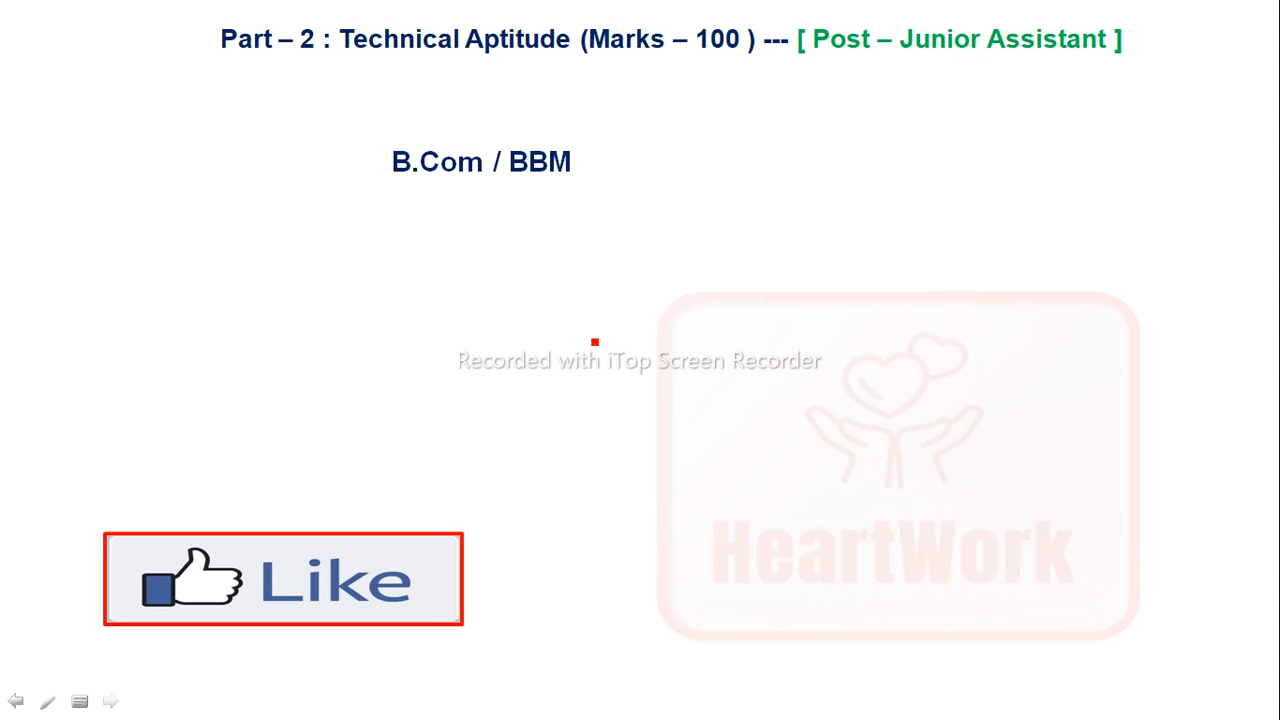 Part – 2 : Technical Aptitude (Marks – 100 ) --- [ Post – Junior Assistant ]
B.Com / BBM
Recorded with iTop Screen Recorder
HeartWork
Like